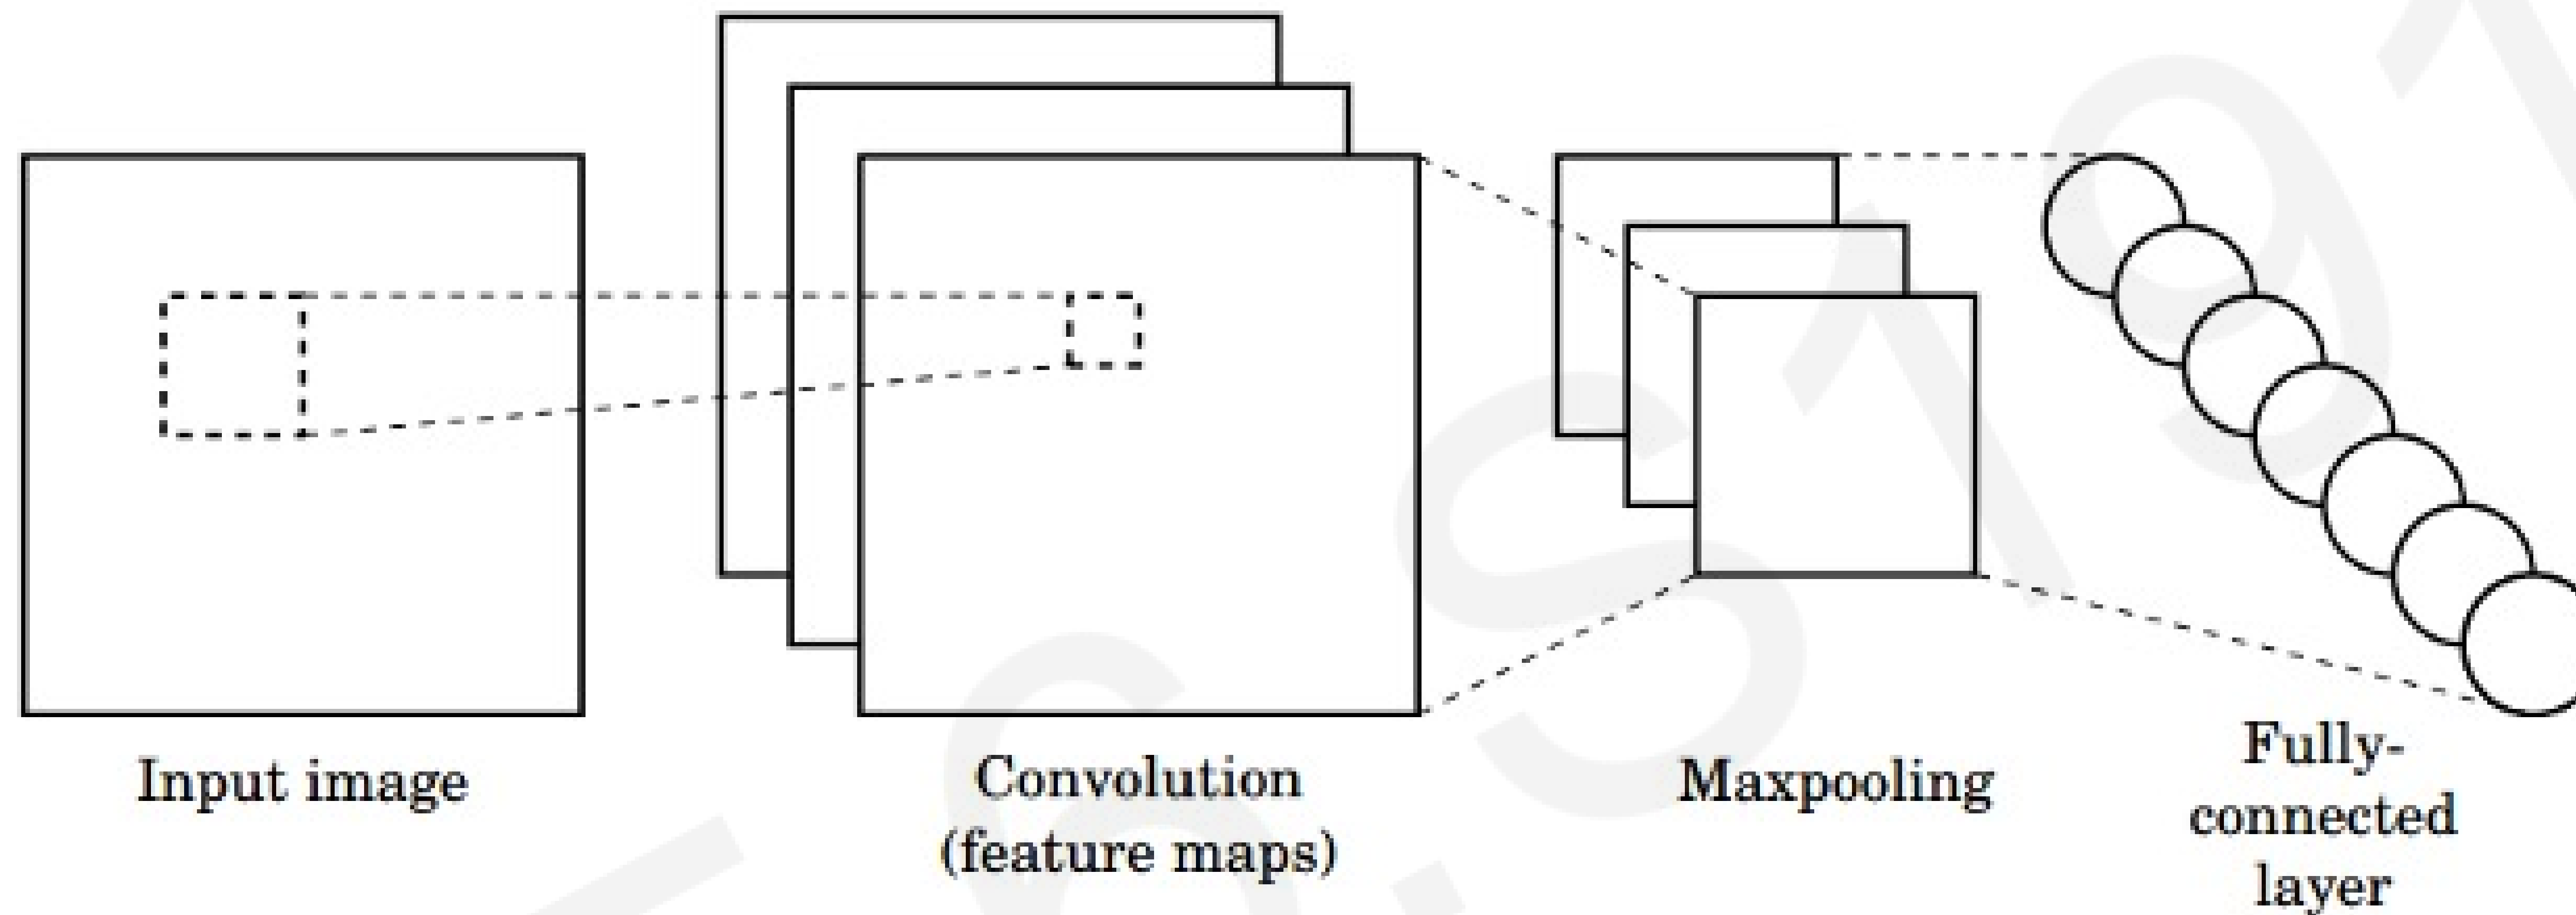 Input image
Convolution
(feature maps)
Maxpooling
Fully-
connected
layer